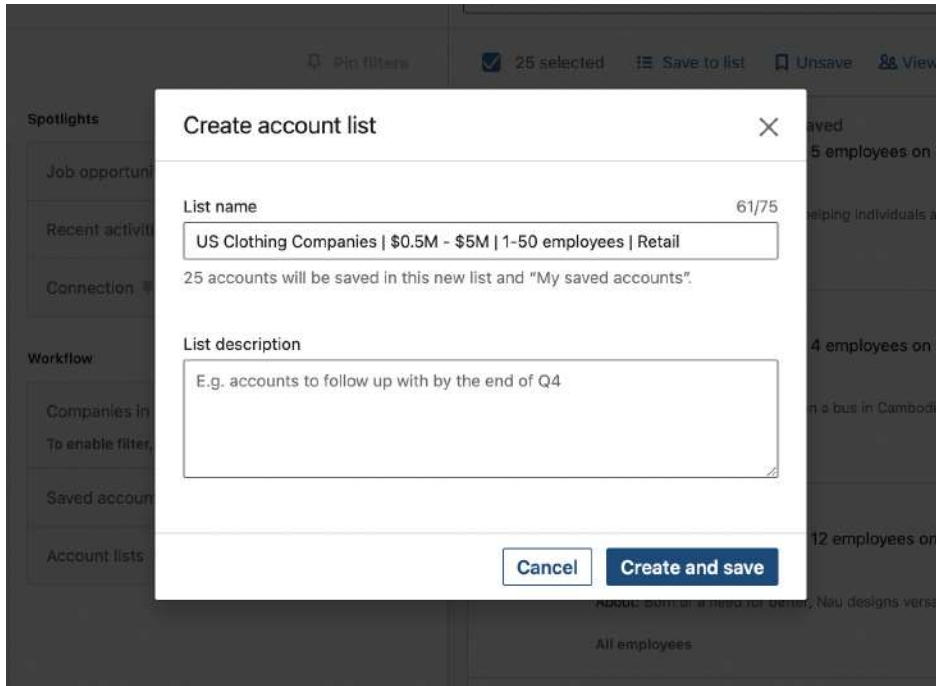 Pin filters
25 selected
Save to list
Unsave
View
Spotlights
Job opportuni
Recent activiti
Connection
Workflow
Companies in
To enable filter,
Saved accoun
Account lists
Create account list
List name
61/75
US Clothing Companies | $0.5M - $5M | 1-50 employees | Retail
25 accounts will be saved in this new list and “My saved accounts”.
List description
E.g. accounts to follow up with by the end of Q4
Cancel
Create and save
aved
5 employees on
elping individuals a
4 employees on
n a bus in Cambodi
12 employees on
About: Born of a need for better, Nau designs versa
All employees